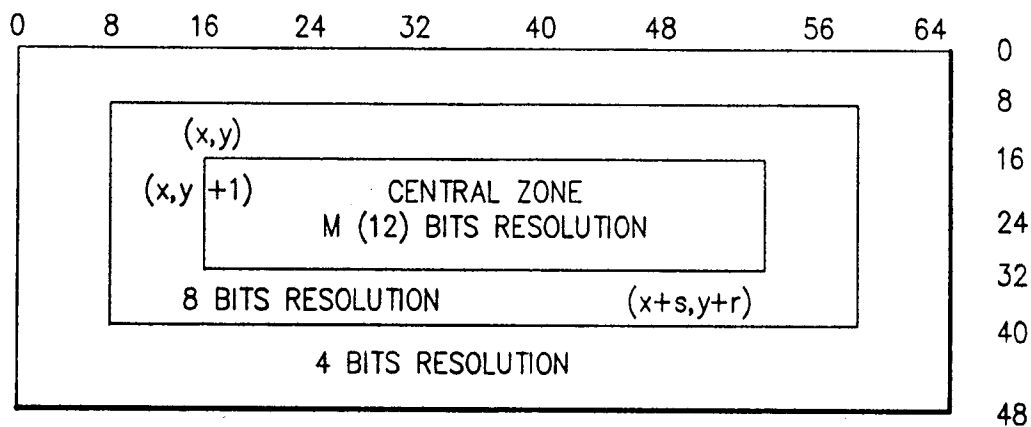 0 8 16 24 32 40 48 56 64
0
8
(x,y)
16
(x,y +1)
CENTRAL ZONE
M (12) BITS RESOLUTION
24
32
8 BITS RESOLUTION
(x+s,y+r)
40
4 BITS RESOLUTION
48